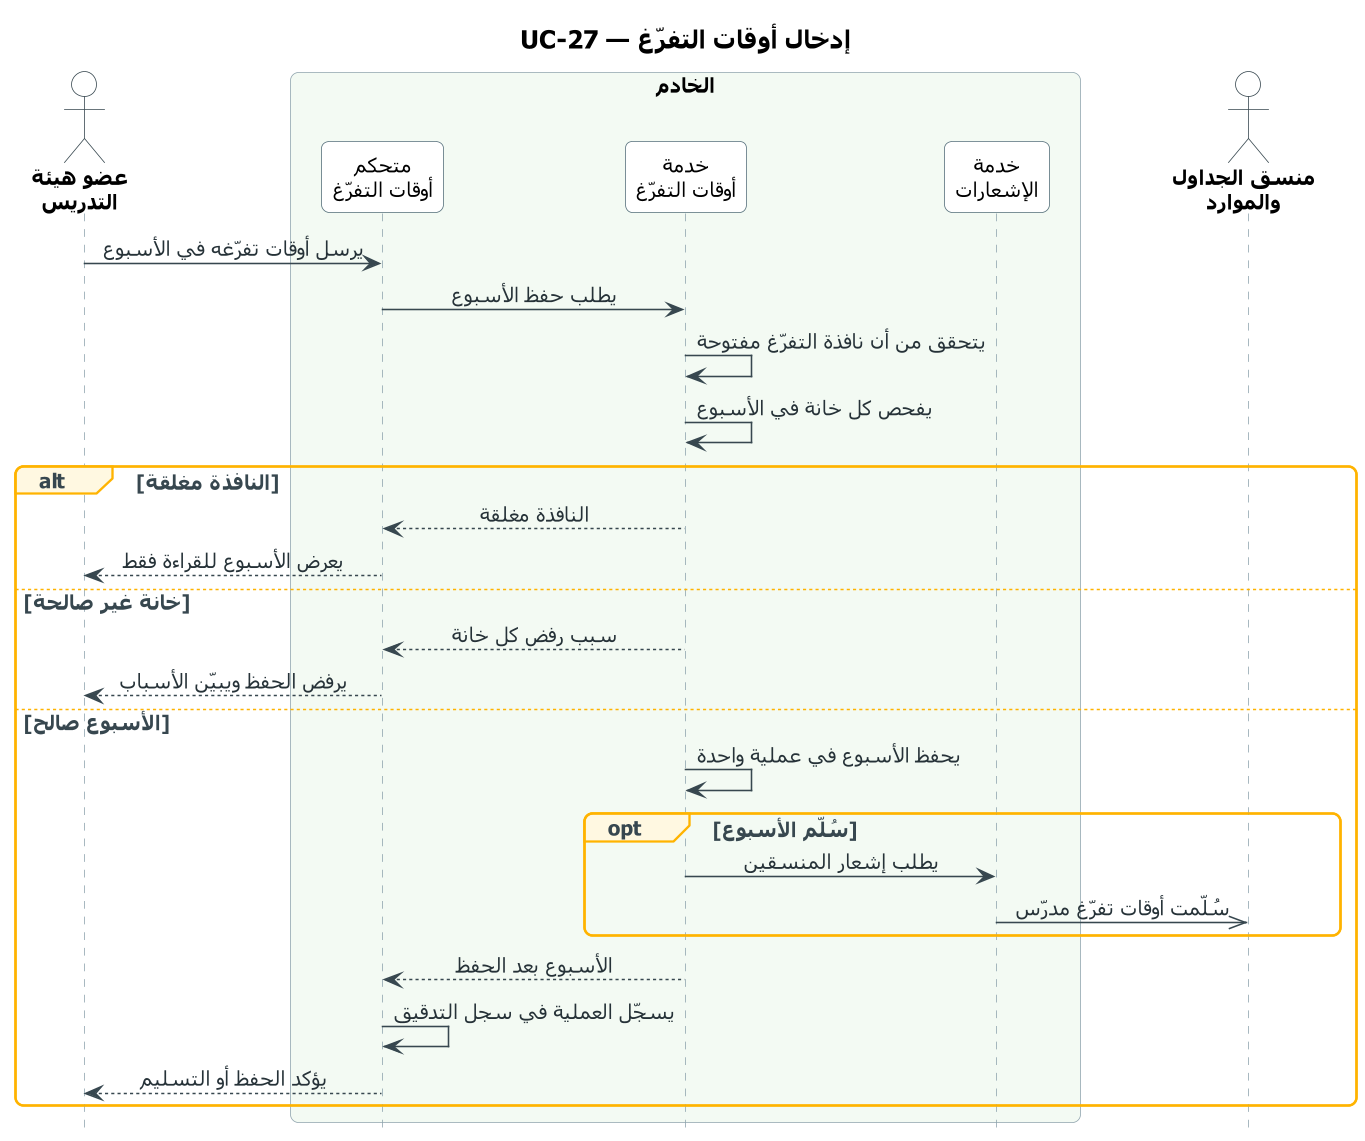 UC-27 — إدخال أوقات التفرّغ
الخادم
عضو هيئة
التدريس
متحكم
أوقات التفرّغ
خدمة
أوقات التفرّغ
خدمة
الإشعارات
منسق الجداول
والموارد
يرسل أوقات تفرّغه في الأسبوع
يطلب حفظ الأسبوع
يتحقق من أن نافذة التفرّغ مفتوحة
يفحص كل خانة في الأسبوع
alt [النافذة مغلقة]
النافذة مغلقة
يعرض الأسبوع للقراءة فقط
[خانة غير صالحة]
سبب رفض كل خانة
يرفض الحفظ ويبيّن الأسباب
[الأسبوع صالح]
يحفظ الأسبوع في عملية واحدة
opt [سُلّم الأسبوع]
يطلب إشعار المنسقين
سُلّمت أوقات تفرّغ مدرّس
الأسبوع بعد الحفظ
يسجّل العملية في سجل التدقيق
يؤكد الحفظ أو التسليم